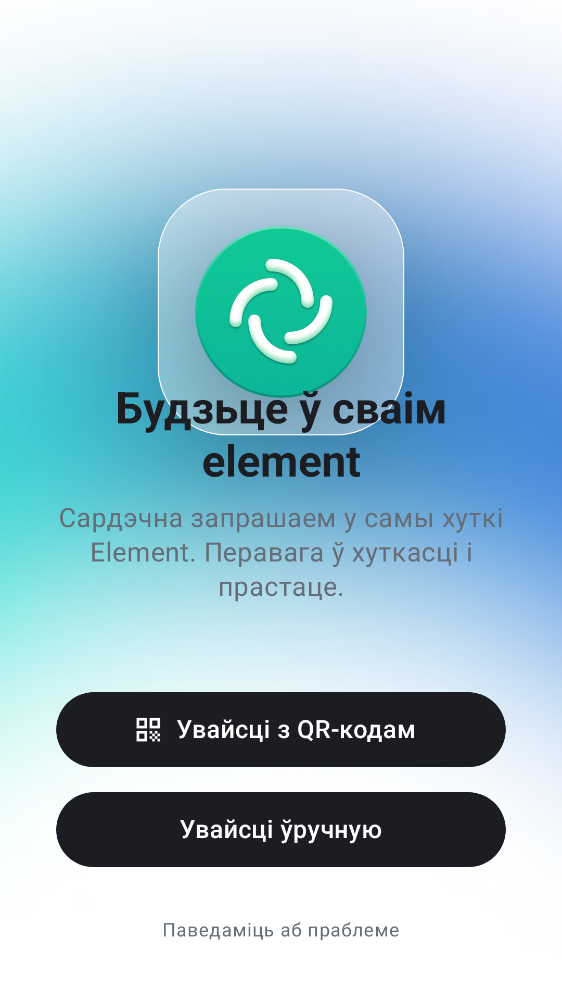 Будзьце ў сваім
element
Сардэчна запрашаем у самы хуткі
Element. Перавага ў хуткасці і
прастаце.
Увайсці з QR-кодам
Увайсці ўручную
Паведаміць аб праблеме